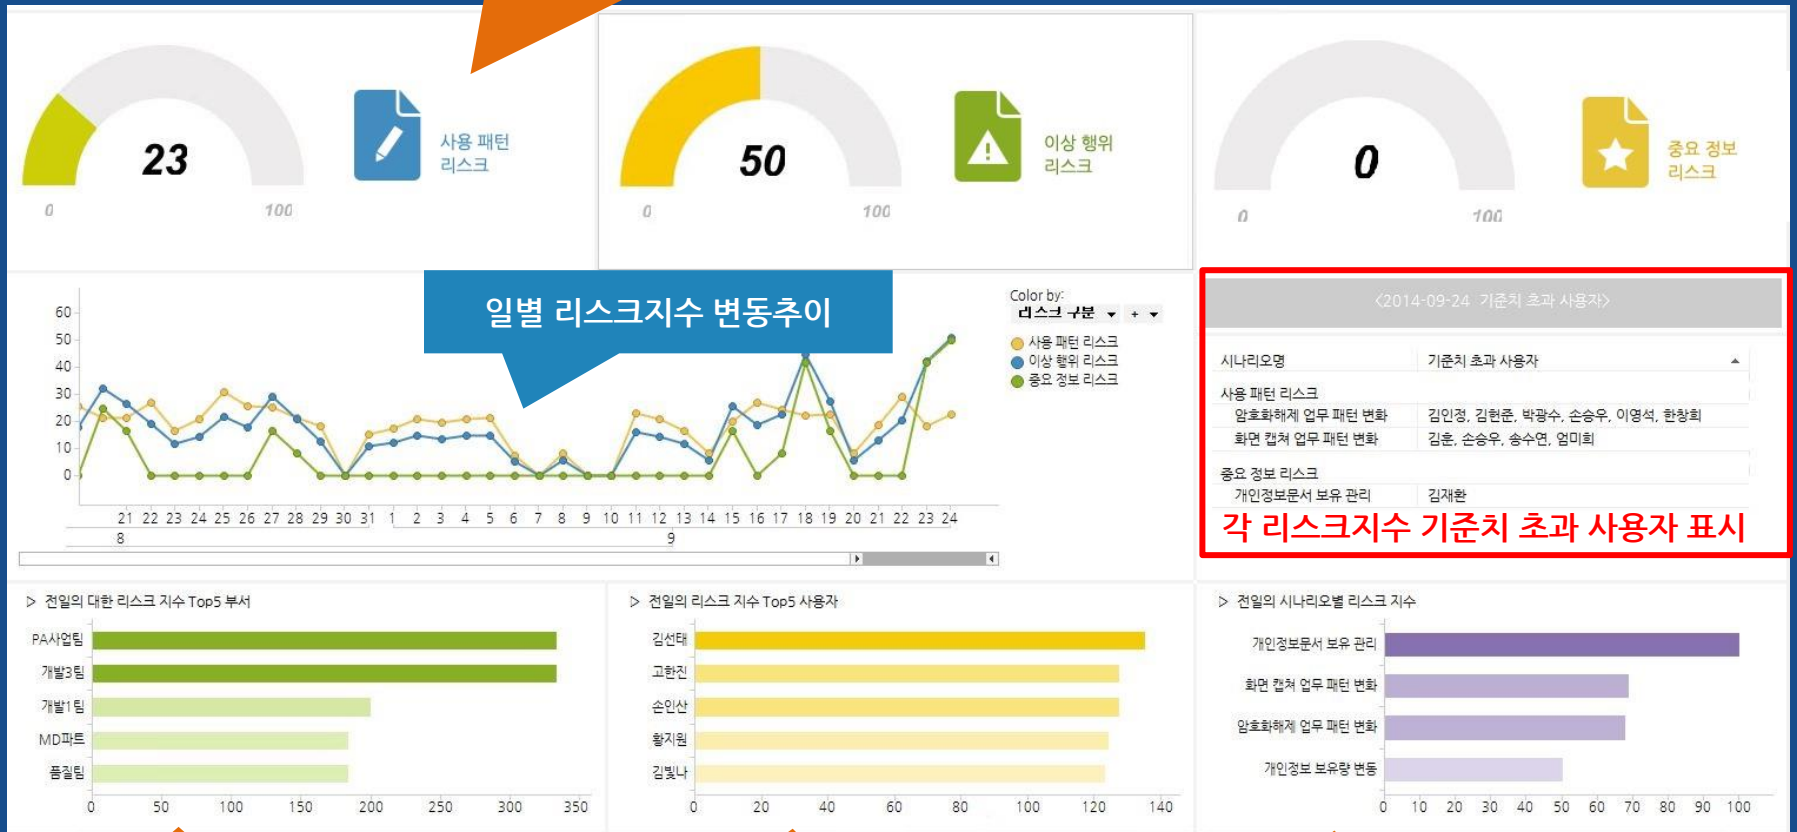 23
사용 패턴
리스크
0
100
50
이상 행위
리스크
0
100
0
중요 정보
리스크
0
100
일별 리스크지수 변동추이
60
50
40
30
20
10
0
21 22 23 24 25 26 27 28 29 30 31 1 2 3 4 5 6 7 8 9 10 11 12 13 14 15 16 17 18 19 20 21 22 23 24
8 9
Color by:
리스크 구분 +
사용 패턴 리스크
이상 행위 리스크
중요 정보 리스크
<2014-09-24 기준치 초과 사용자>
시나리오명 기준치 초과 사용자
사용 패턴 리스크
암호화해제 업무 패턴 변화 김인정, 김현준, 박광수, 손승우, 이영석, 한창희
화면 캡쳐 업무 패턴 변화 김훈, 손승우, 송수연, 엄미희
중요 정보 리스크
개인정보문서 보유 관리 김재환
각 리스크지수 기준치 초과 사용자 표시
▷ 전일의 대한 리스크 지수 Top5 부서
PA사업팀
개발3팀
개발1팀
MD파트
품질팀
0 50 100 150 200 250 300 350
▷ 전일의 리스크 지수 Top5 사용자
김선태
고한진
손인산
황지원
김빛나
0 20 40 60 80 100 120 140
▷ 전일의 시나리오별 리스크 지수
개인정보문서 보유 관리
화면 캡쳐 업무 패턴 변화
암호화해제 업무 패턴 변화
개인정보 보유량 변동
0 10 20 30 40 50 60 70 80 90 100